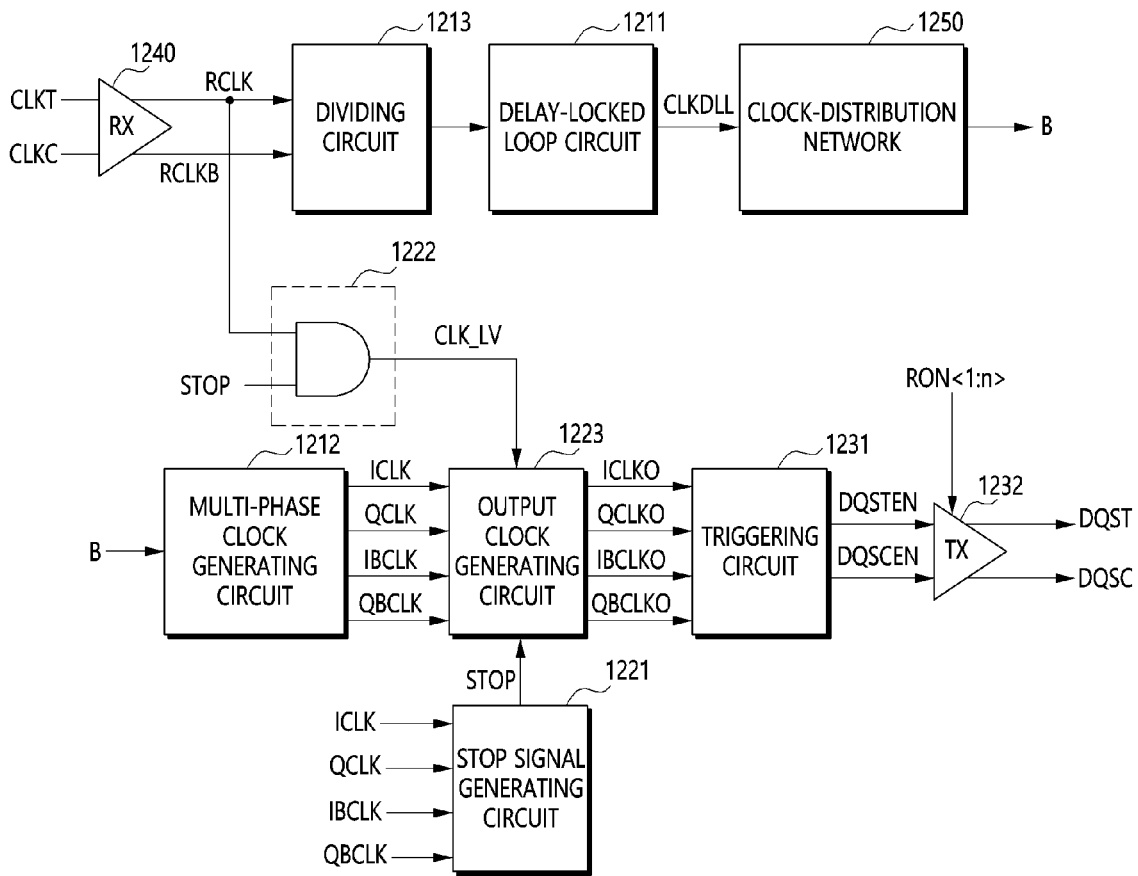 1213
1211
1250
1240
CLKT
CLKC
RX
RCLK
RCLKB
DIVIDING
CIRCUIT
DELAY-LOCKED
LOOP CIRCUIT
CLKDLL
CLOCK-DISTRIBUTION
NETWORK
B
1222
CLK_LV
STOP
RON<1:n>
1212
1223
1231
1232
B
MULTI-PHASE
CLOCK
GENERATING
CIRCUIT
ICLK
QCLK
IBCLK
QBCLK
OUTPUT
CLOCK
GENERATING
CIRCUIT
ICLKO
QCLKO
IBCLKO
QBCLKO
TRIGGERING
CIRCUIT
DQSTEN
DQSCEN
TX
DQST
DQSC
STOP
1221
ICLK
QCLK
IBCLK
QBCLK
STOP SIGNAL
GENERATING
CIRCUIT